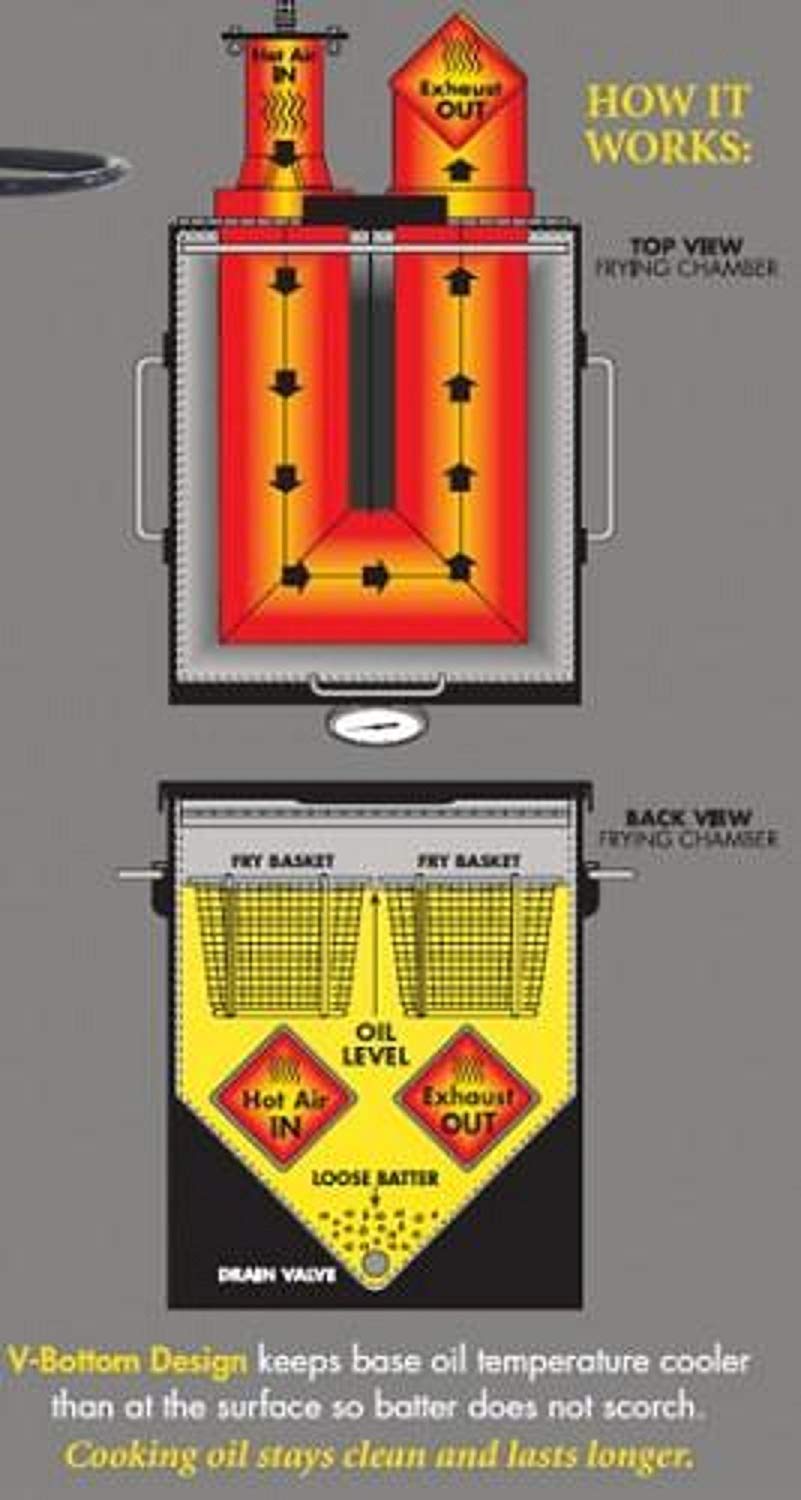 Hot Air
IN
Exhaust
OUT
HOW IT
WORKS:
TOP VIEW
FRYING CHAMBER
BACK VIEW
FRYING CHAMBER
FRY BASKET
FRY BASKET
OIL
LEVEL
Hot Air
IN
Exhaust
OUT
LOOSE BATTER
DRAIN VALVE
V-Bottom Design keeps base oil temperature cooler
than at the surface so batter does not scorch.
Cooking oil stays clean and lasts longer.